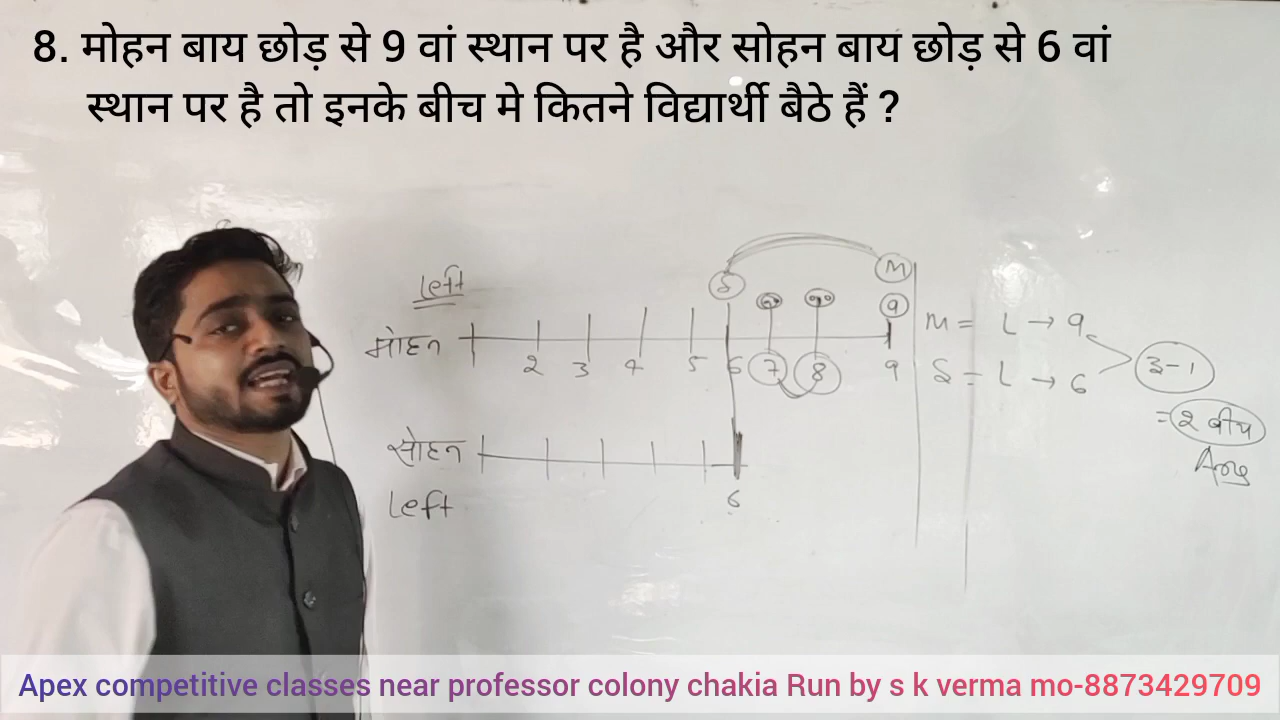 8. मोहन बाय छोड़ से 9 वां स्थान पर है और सोहन बाय छोड़ से 6 वां
स्थान पर है तो इनके बीच मे कितने विद्यार्थी बैठे हैं ?
Left
S M
9
मोहन 2 3 4 5 6 7 8 9
सोहन
Left 6
M = L → 9
S = L → 6
3-1
= 2 बीच
Ans
Apex competitive classes near professor colony chakia Run by s k verma mo-8873429709